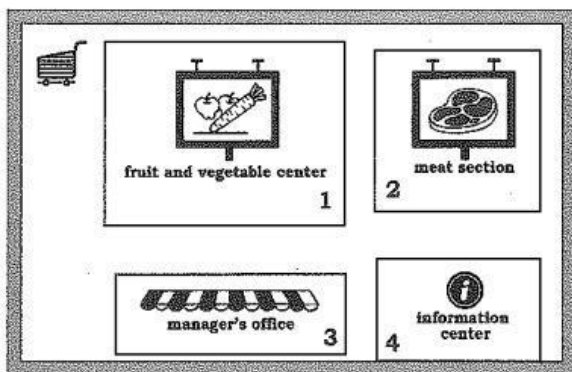 fruit and vegetable center
1
meat section
2
manager's office
3
i
information
center
4